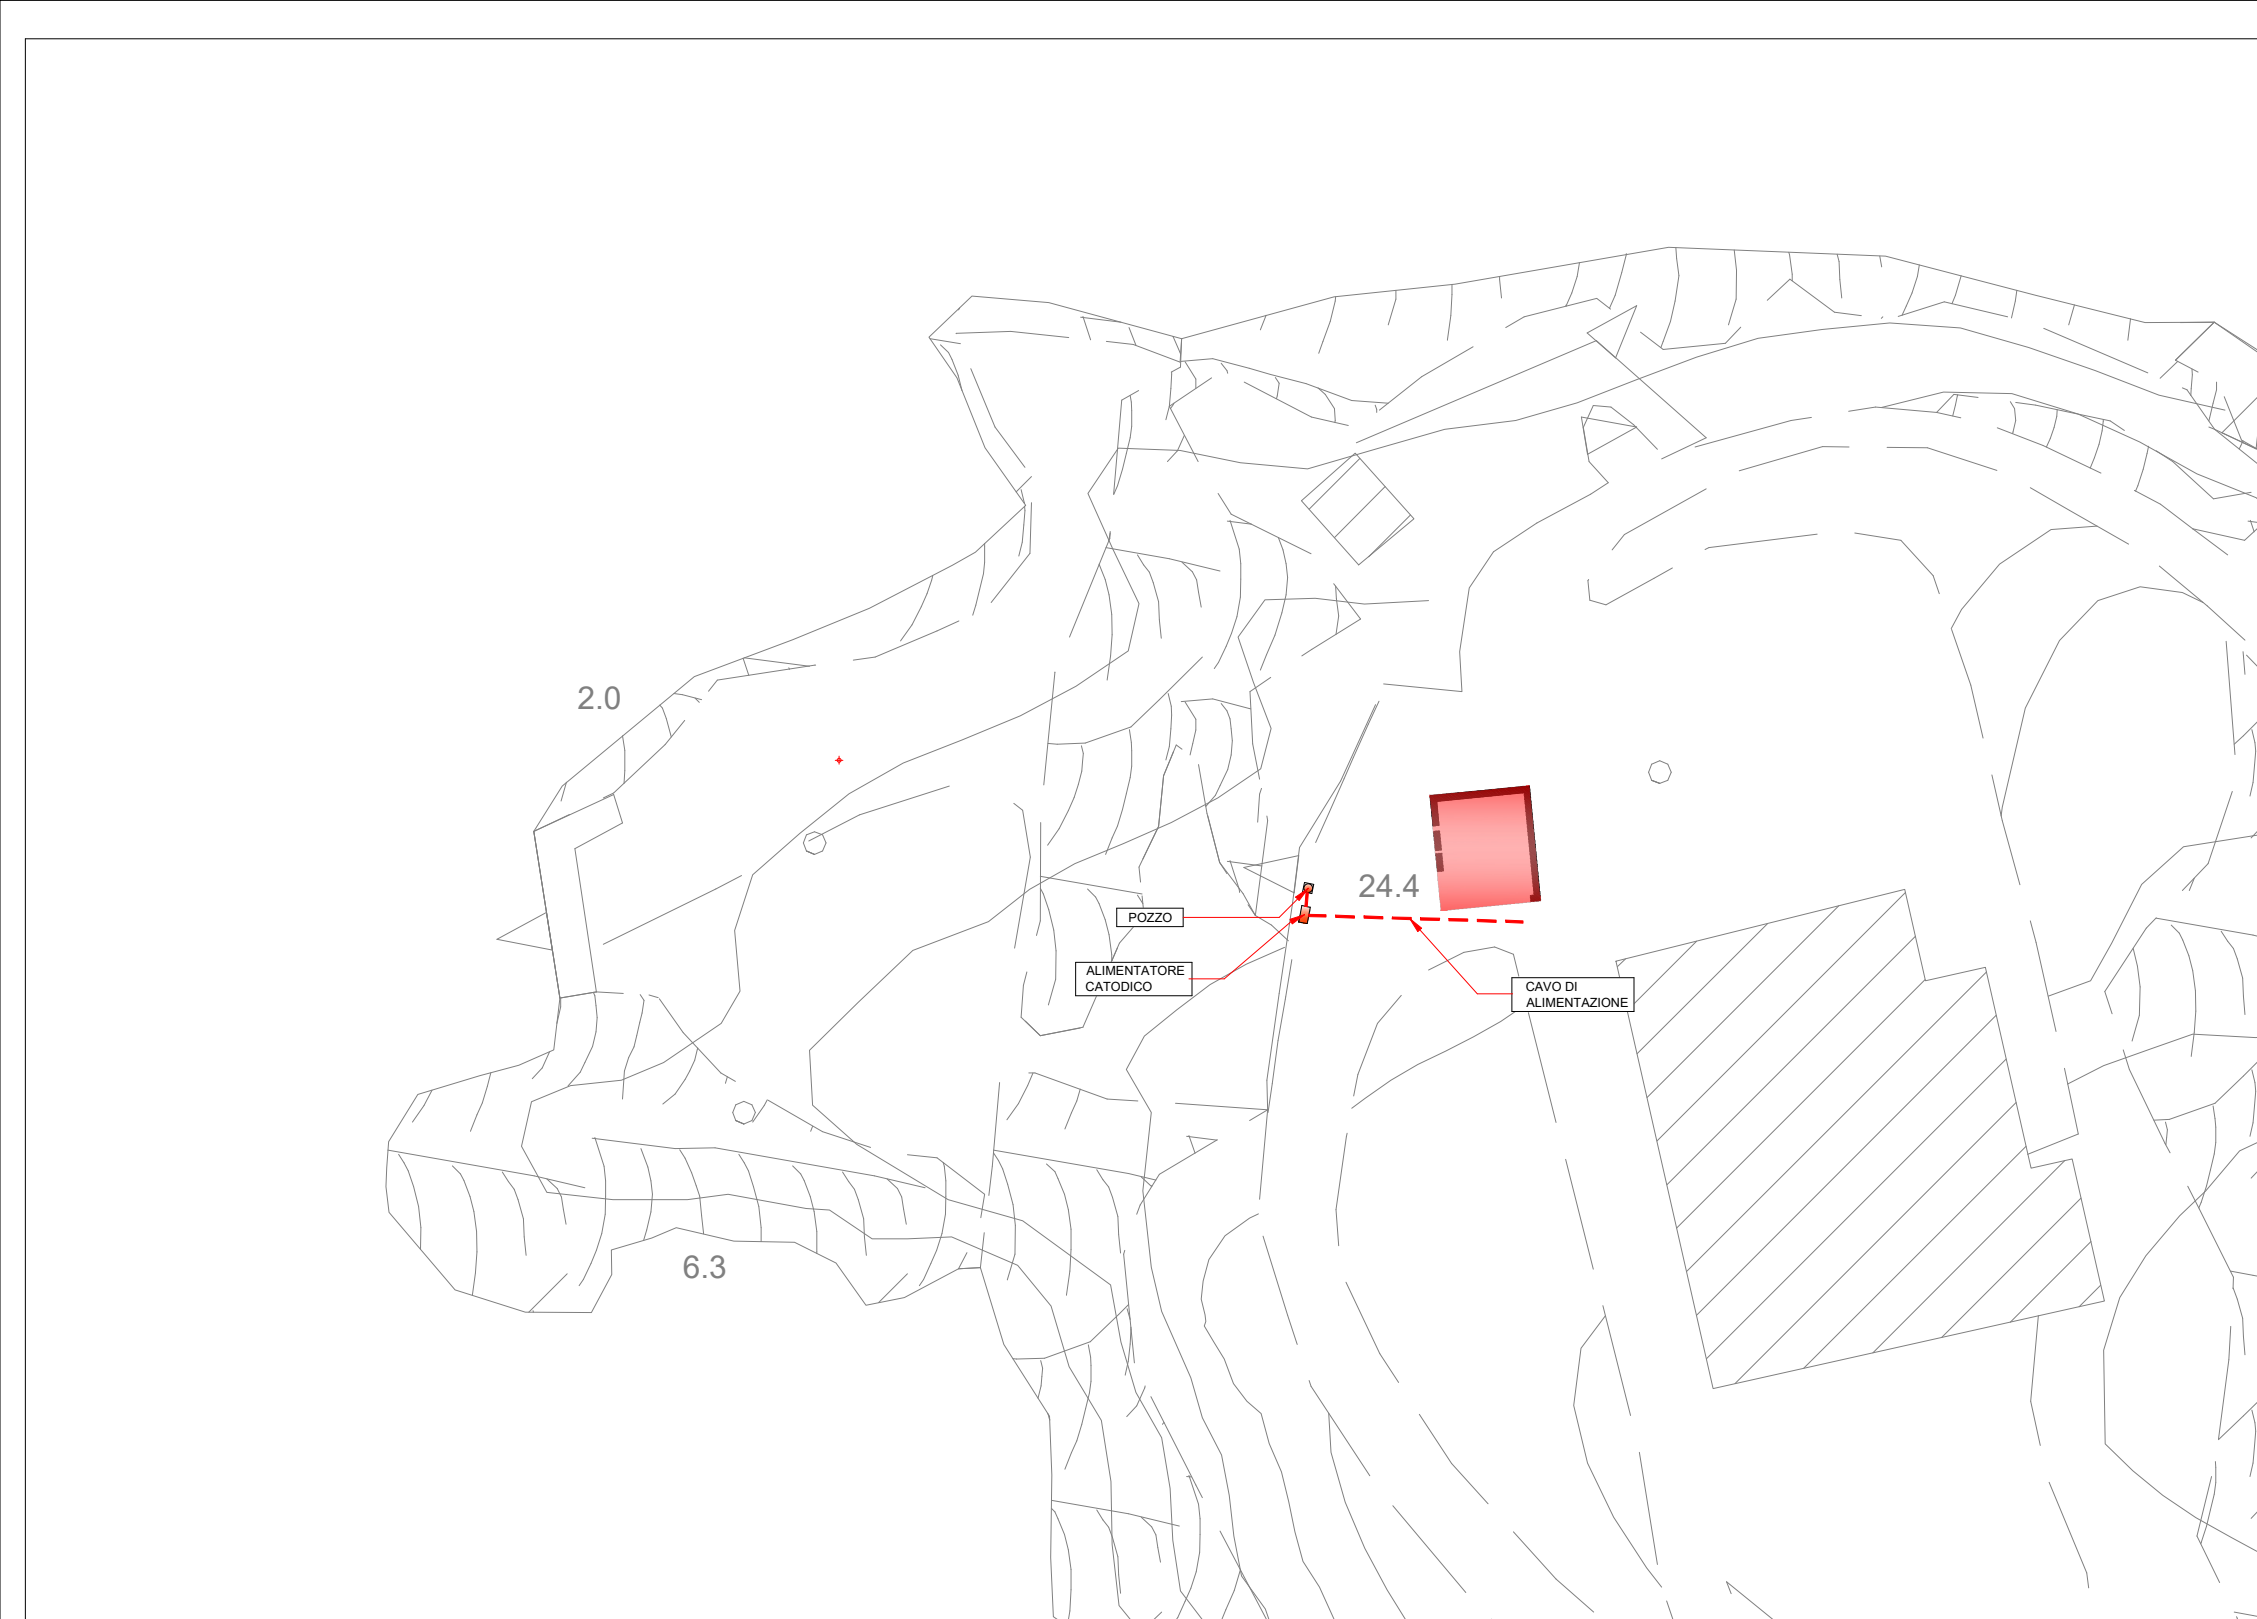 2.0
24.4
POZZO
ALIMENTATORE
CATODICO
CAVO DI
ALIMENTAZIONE
6.3